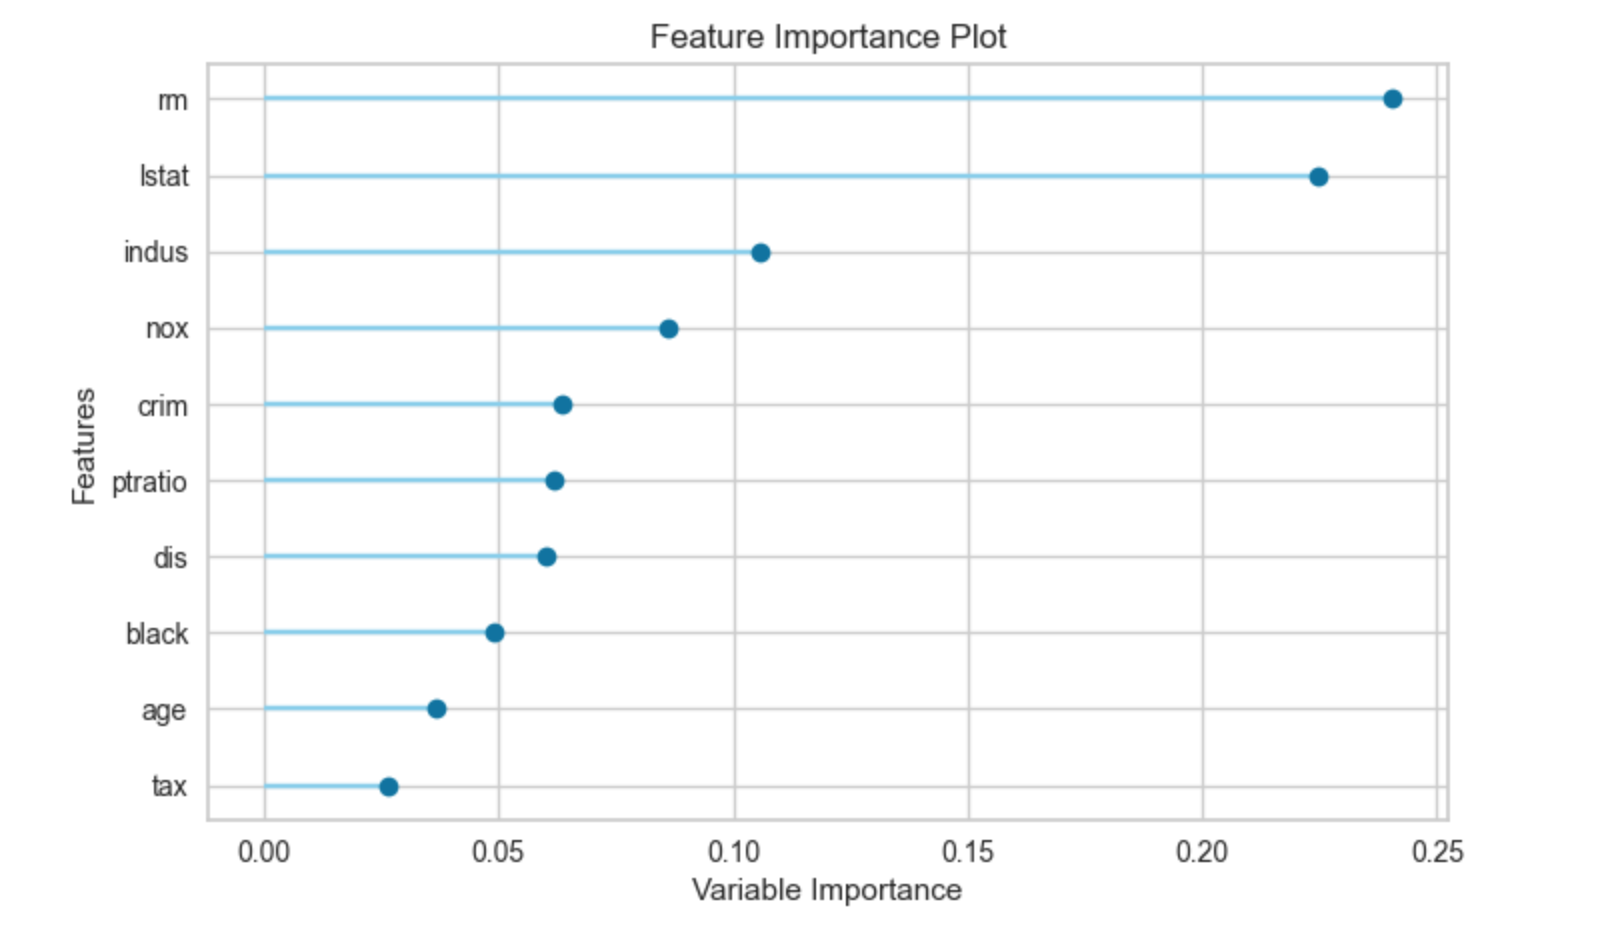 Feature Importance Plot
rm
lstat
indus
nox
crim
Features
ptratio
dis
black
age
tax
0.00 0.05 0.10 0.15 0.20 0.25
Variable Importance